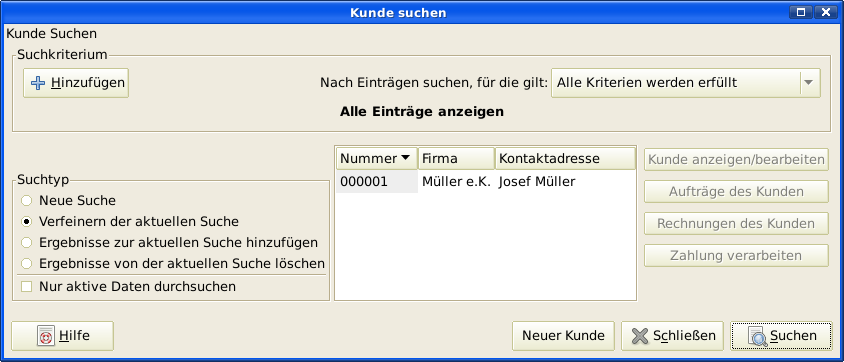 Kunde suchen
Kunde Suchen
Suchkriterium
Hinzufügen
Nach Einträgen suchen, für die gilt: Alle Kriterien werden erfüllt
Alle Einträge anzeigen
Suchtyp
Neue Suche
Verfeinern der aktuellen Suche
Ergebnisse zur aktuellen Suche hinzufügen
Ergebnisse von der aktuellen Suche löschen
Nur aktive Daten durchsuchen
Nummer Firma Kontaktadresse
000001 Müller e.K. Josef Müller
Kunde anzeigen/bearbeiten
Aufträge des Kunden
Rechnungen des Kunden
Zahlung verarbeiten
Hilfe
Neuer Kunde
Schließen
Suchen